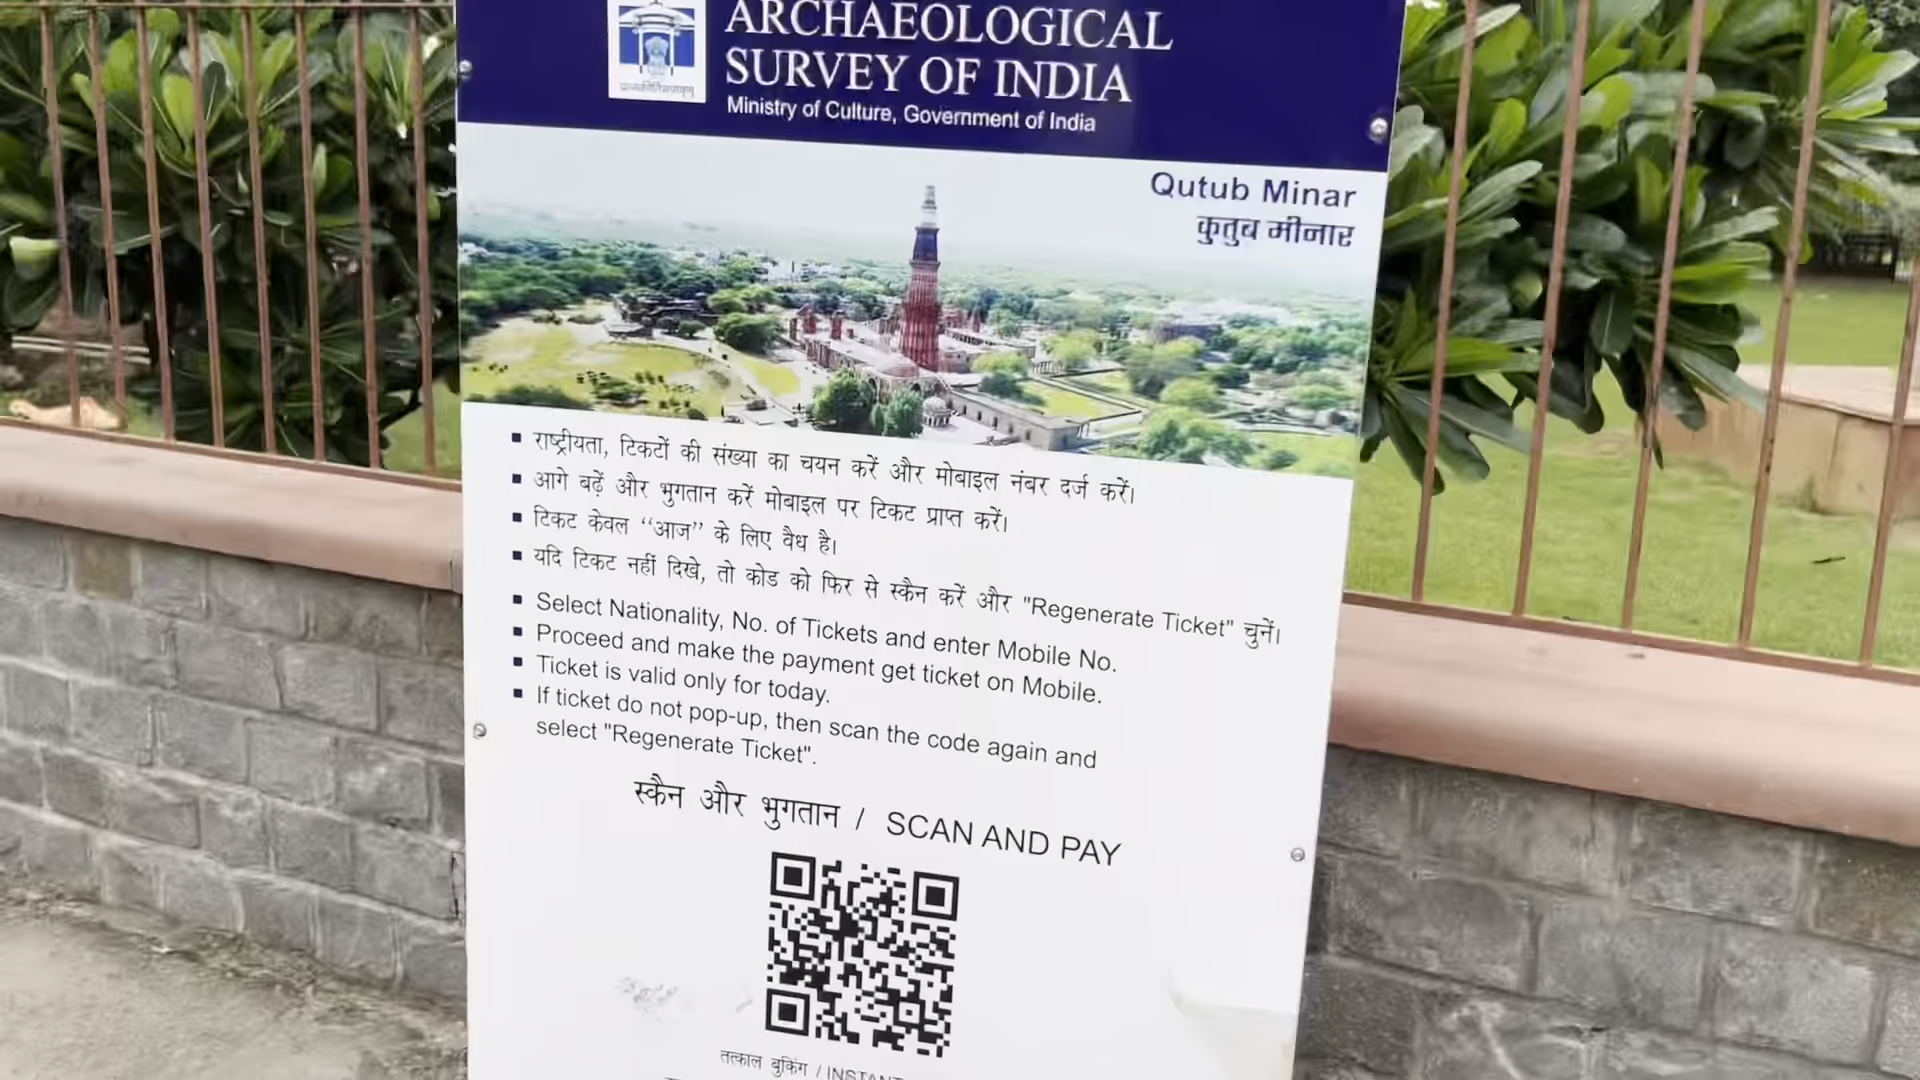 ARCHAEOLOGICAL
SURVEY OF INDIA
Ministry of Culture, Government of India
Qutub Minar
कुतुब मीनार
▪ राष्ट्रीयता, टिकटों की संख्या का चयन करें और मोबाइल नंबर दर्ज करें।
▪ आगे बढ़ें और भुगतान करें मोबाइल पर टिकट प्राप्त करें।
▪ टिकट केवल ‘‘आज’’ के लिए वैध है।
▪ यदि टिकट नहीं दिखे, तो कोड को फिर से स्कैन करें और "Regenerate Ticket" चुनें।
▪ Select Nationality, No. of Tickets and enter Mobile No.
▪ Proceed and make the payment get ticket on Mobile.
▪ Ticket is valid only for today.
▪ If ticket do not pop-up, then scan the code again and
select "Regenerate Ticket".
स्कैन और भुगतान / SCAN AND PAY
तत्काल बुकिंग / INSTANT